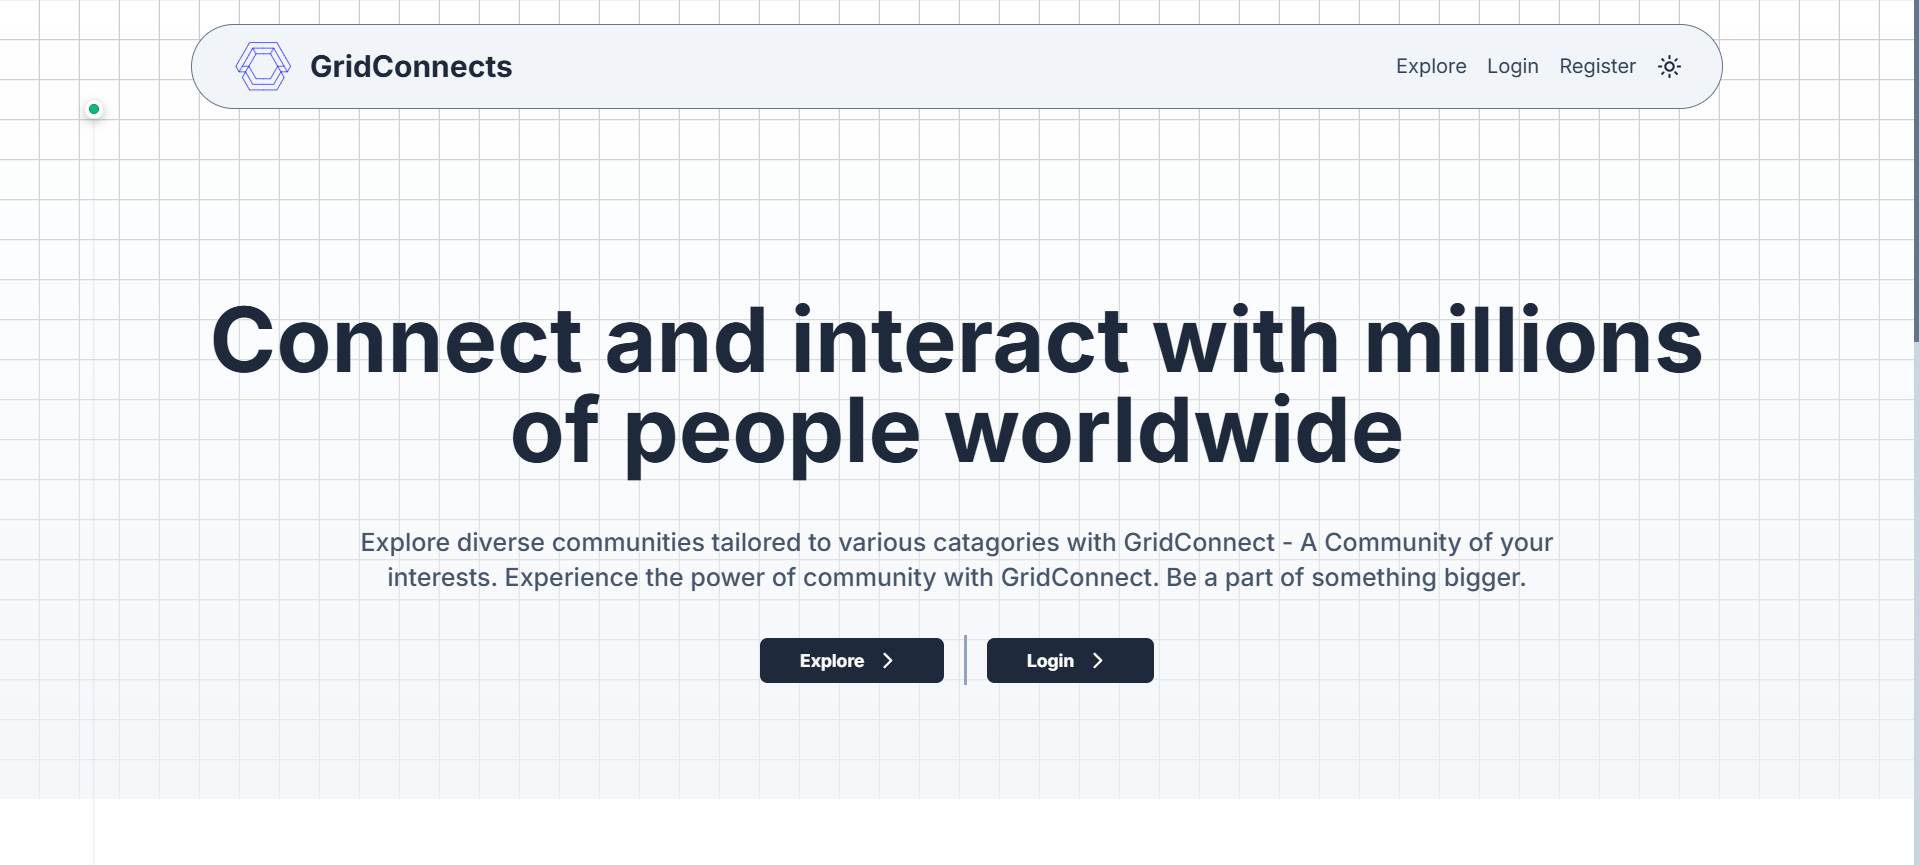 GridConnects
Explore Login Register
Connect and interact with millions
of people worldwide
Explore diverse communities tailored to various catagories with GridConnect - A Community of your
interests. Experience the power of community with GridConnect. Be a part of something bigger.
Explore
Login